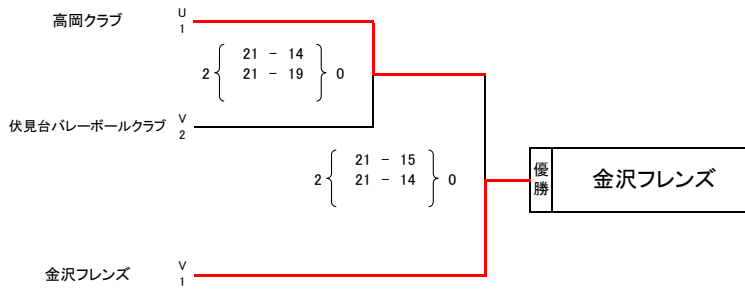 高岡クラブ
U
1
21 - 14
2 { 21 - 19 } 0
伏見台バレーボールクラブ
V
2
21 - 15
2 { 21 - 14 } 0
優勝
金沢フレンズ
金沢フレンズ
V
1